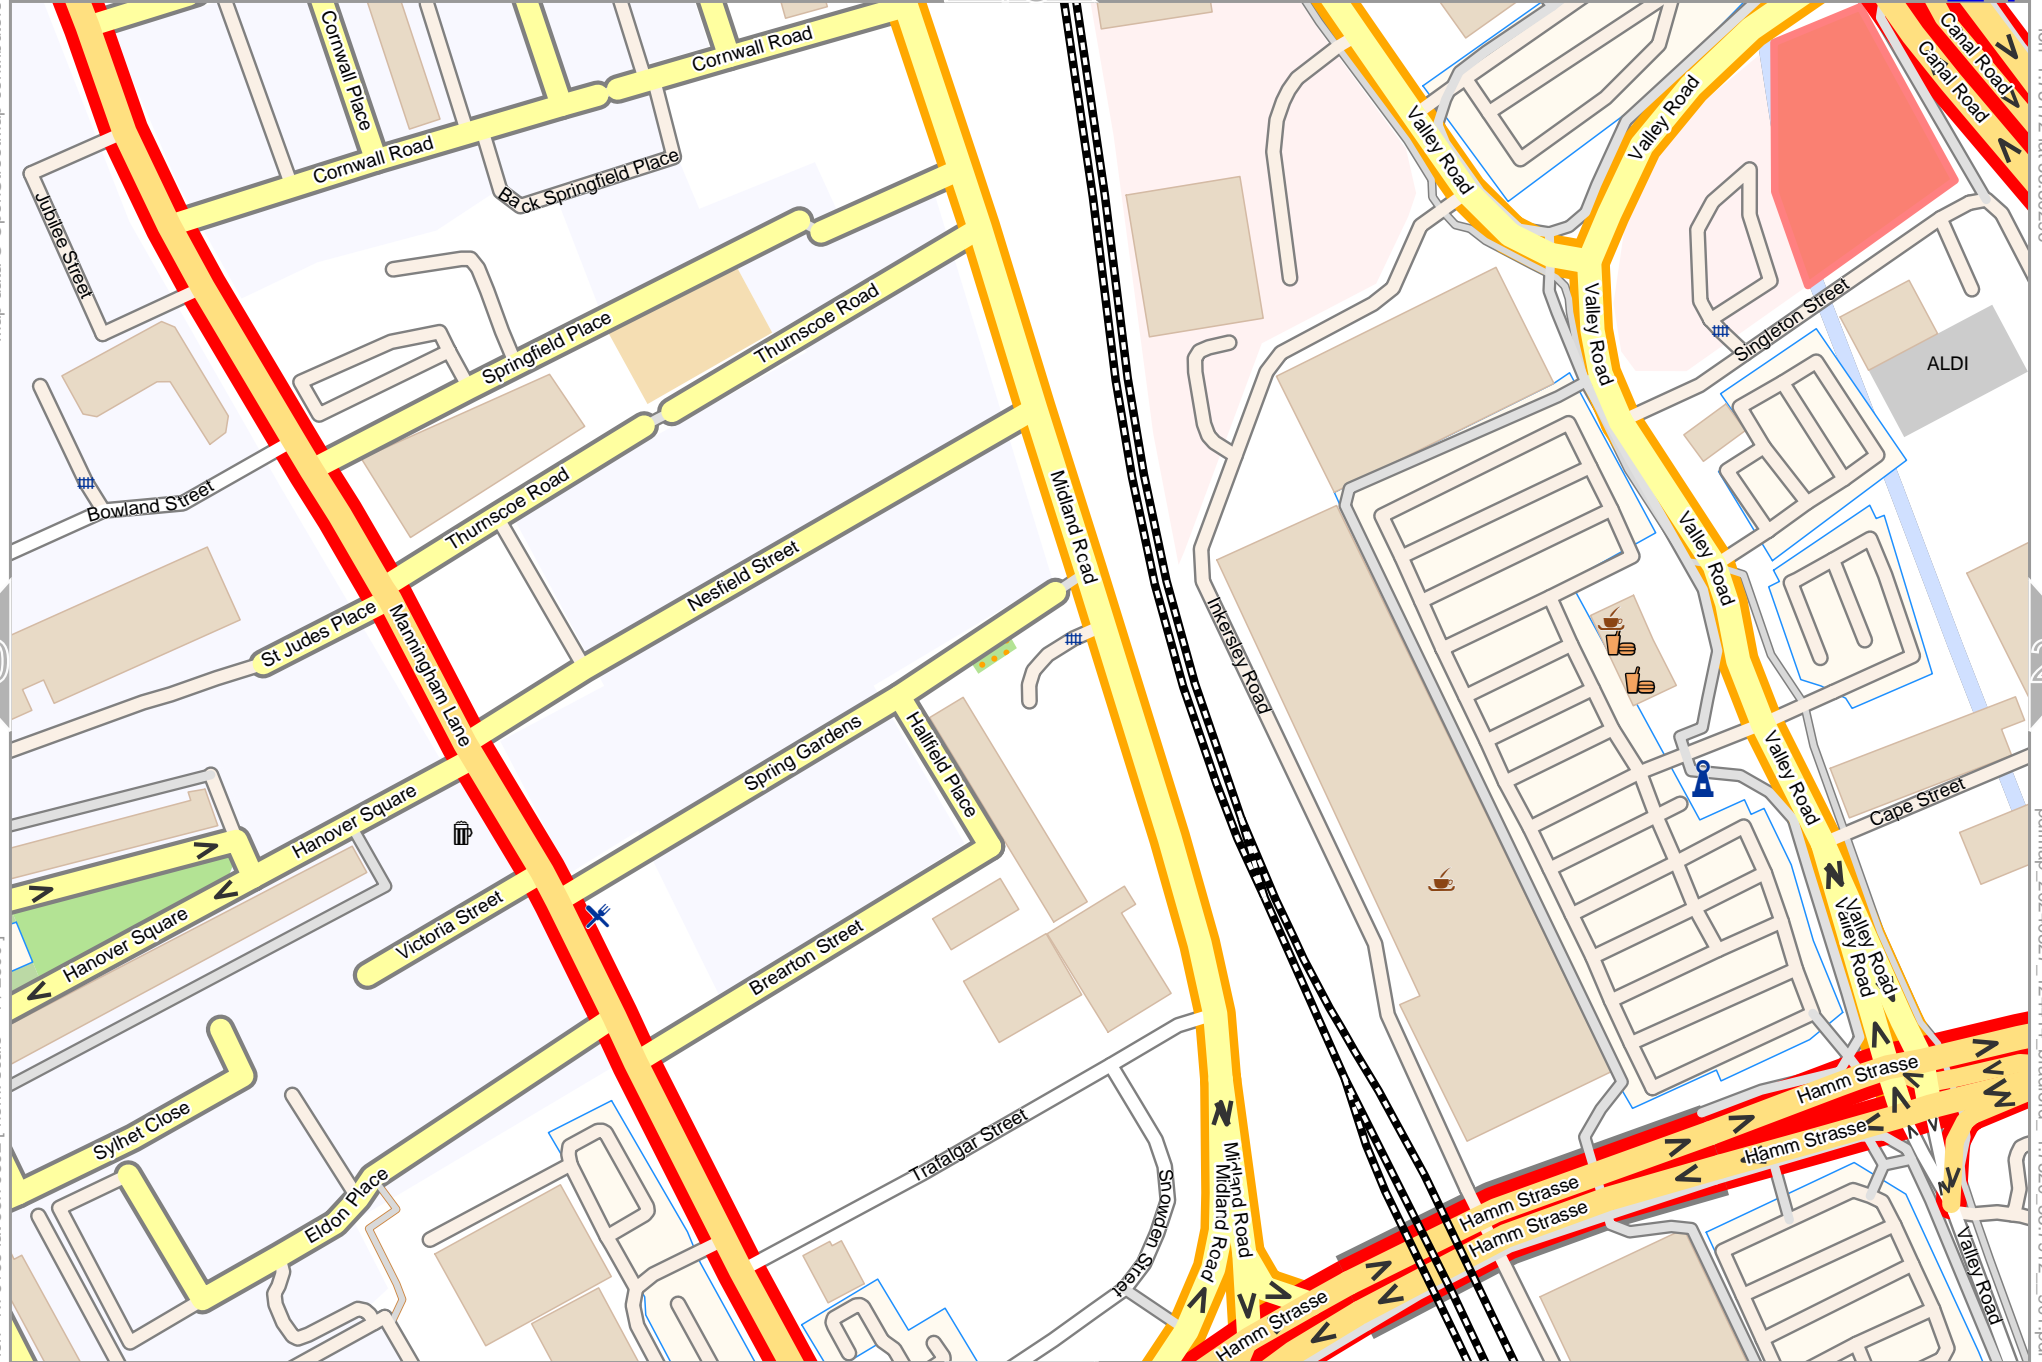 Cornwall Place
Cornwall Road
Canal Road
Canal Road
Valley Road
Valley Road
Cornwall Road
Back Springfield Place
Jubilee Street
Valley Road
Singleton Street
Springfield Place
Thurnscoe Road
ALDI
Bowland Street
Thurnscoe Road
Midland Road
Valley Road
Nesfield Street
St Judes Place
Manningham Lane
Inkersley Road
Spring Gardens
Hallfield Place
Valley Road
Cape Street
Hanover Square
Victoria Street
Hanover Square
Brearton Street
Valley Road
Valley Road
Hamm Strasse
Sylhet Close
Trafalgar Street
Hamm Strasse
Eldon Place
Snowden Street
Midland Road
Midland Road
Hamm Strasse
Hamm Strasse
Valley Road
Hamm Strasse